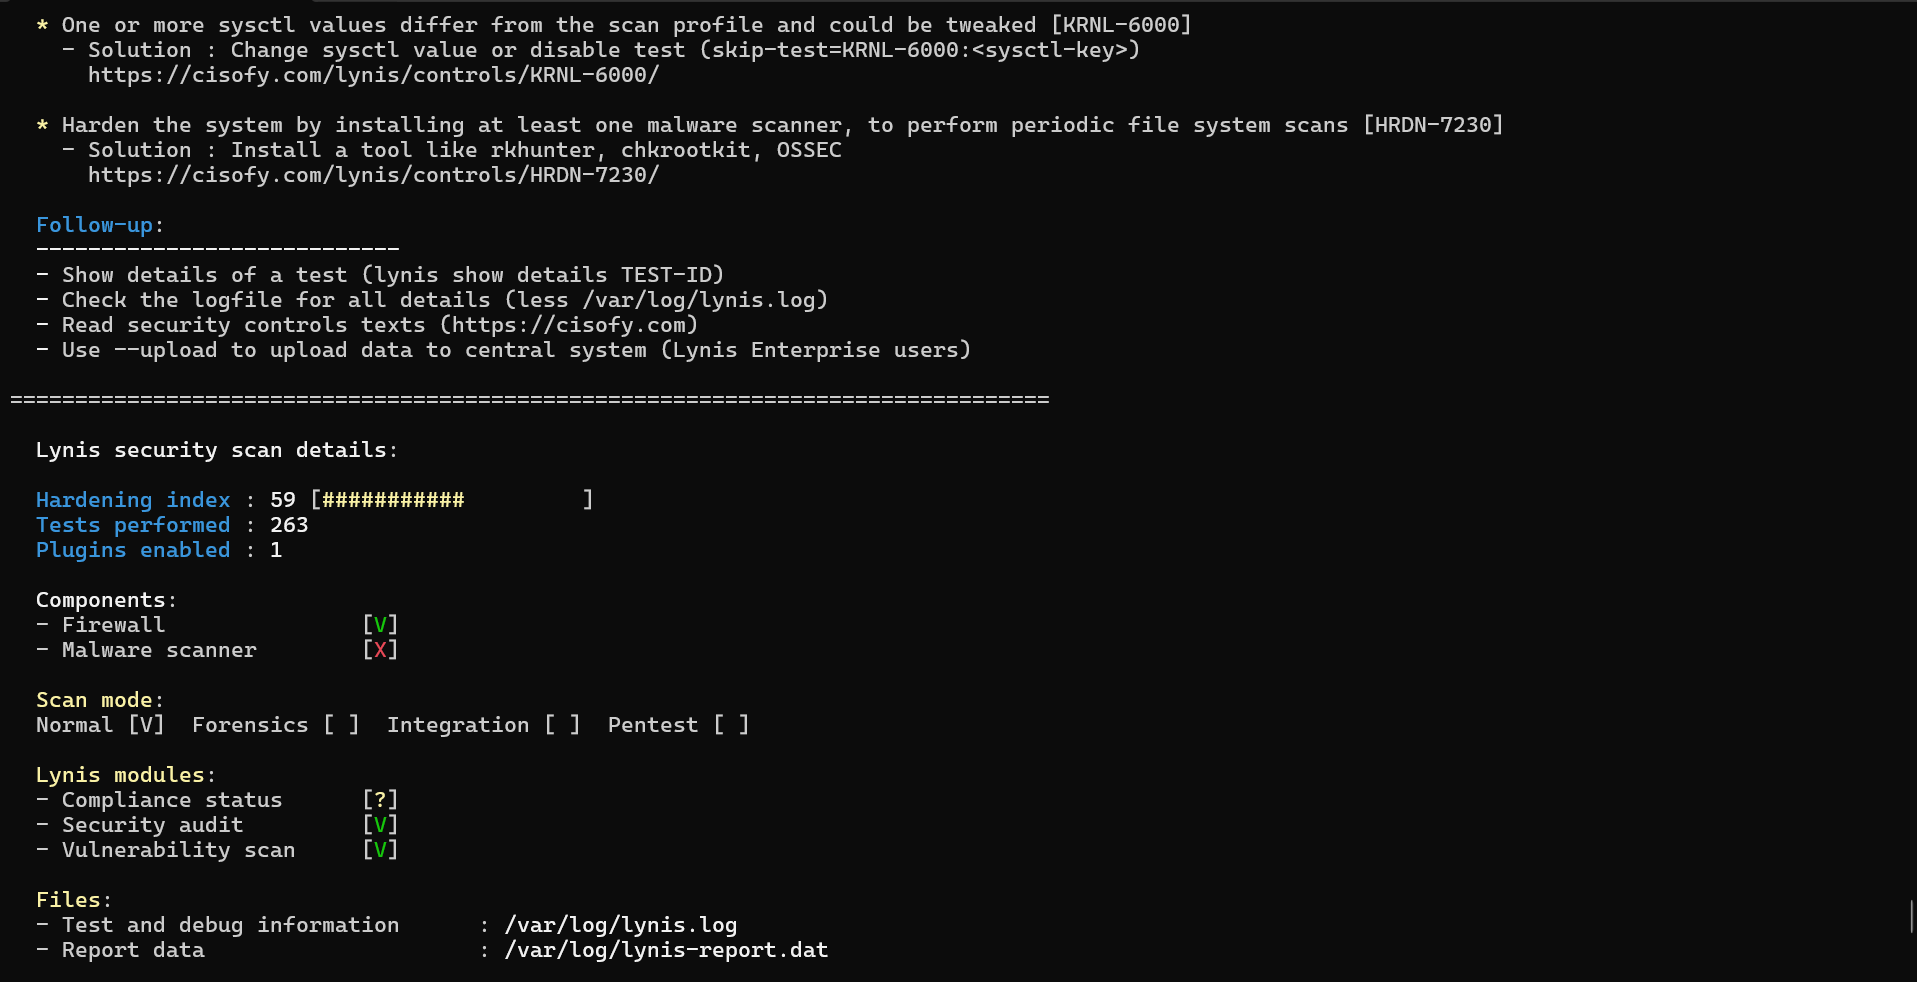 * One or more sysctl values differ from the scan profile and could be tweaked [KRNL-6000]
- Solution : Change sysctl value or disable test (skip-test=KRNL-6000:<sysctl-key>)
https://cisofy.com/lynis/controls/KRNL-6000/
* Harden the system by installing at least one malware scanner, to perform periodic file system scans [HRDN-7230]
- Solution : Install a tool like rkhunter, chkrootkit, OSSEC
https://cisofy.com/lynis/controls/HRDN-7230/
Follow-up:
----------------------------
- Show details of a test (lynis show details TEST-ID)
- Check the logfile for all details (less /var/log/lynis.log)
- Read security controls texts (https://cisofy.com)
- Use --upload to upload data to central system (Lynis Enterprise users)
================================================================================
Lynis security scan details:
Hardening index : 59 [###########         ]
Tests performed : 263
Plugins enabled : 1
Components:
- Firewall               [V]
- Malware scanner        [X]
Scan mode:
Normal [V]  Forensics [ ]  Integration [ ]  Pentest [ ]
Lynis modules:
- Compliance status      [?]
- Security audit         [V]
- Vulnerability scan     [V]
Files:
- Test and debug information      : /var/log/lynis.log
- Report data                     : /var/log/lynis-report.dat